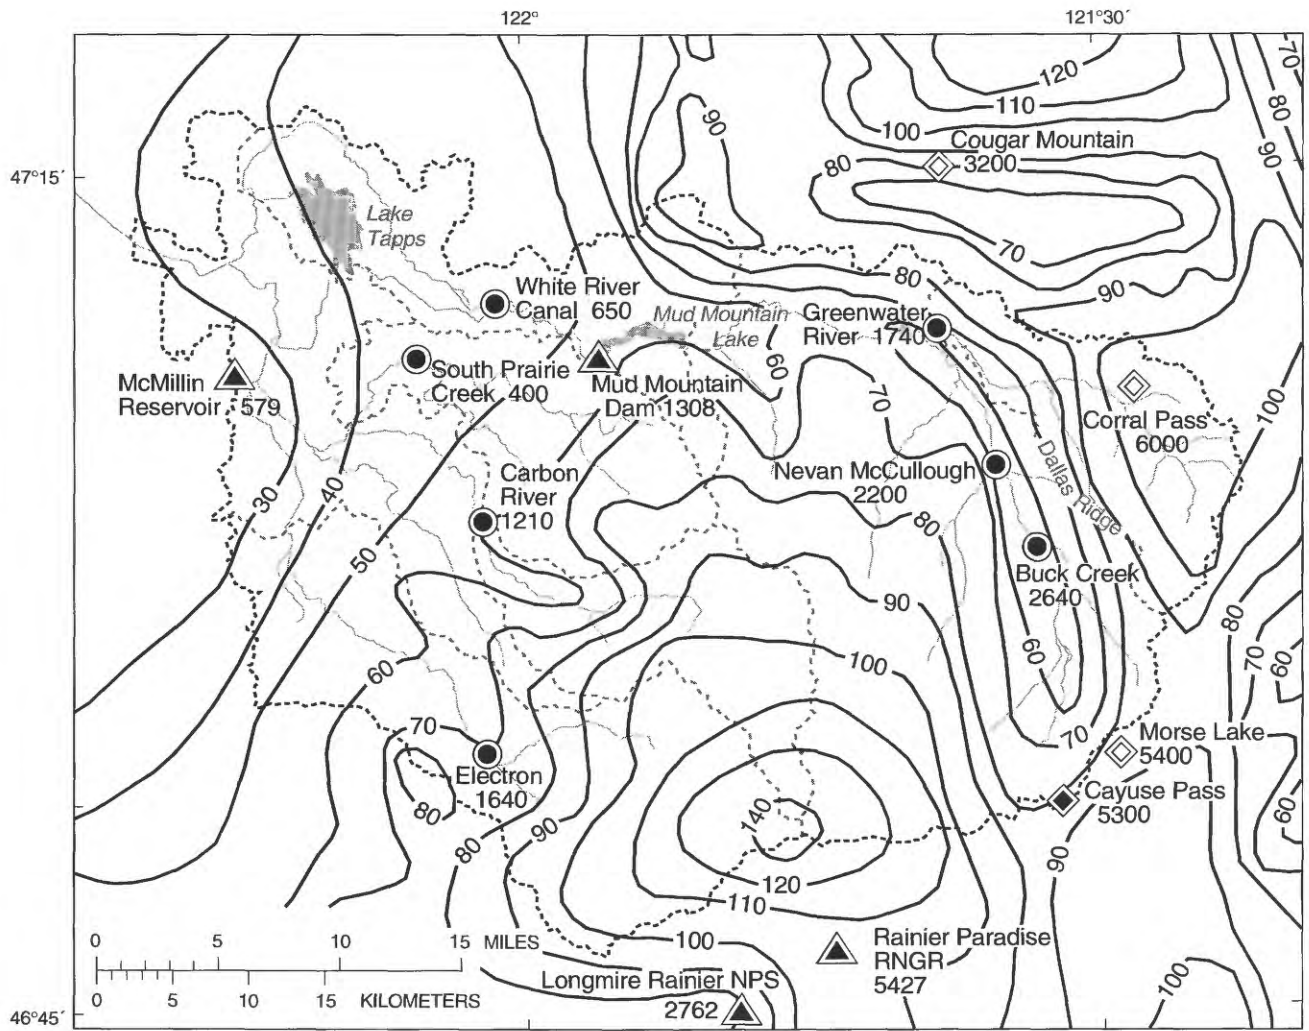 122°
121°30´
47°15´
46°45´
120
110
100
90
70
80
90
Cougar Mountain
3200
80
70
90
80
Lake
Tapps
White River
Canal 650
Mud Mountain
Lake
Greenwater
River 1740
60
70
South Prairie
Creek 400
Mud Mountain
Dam 1308
McMillin
Reservoir 579
Corral Pass
6000
100
Carbon
River
1210
Nevan McCullough
2200
Dallas Ridge
30
40
50
80
90
Buck Creek
2640
60
100
80
70
60
60
70
70
Morse Lake
5400
Electron
1640
Cayuse Pass
5300
80
80
90
140
120
110
90
60
100
100
Rainier Paradise
RNGR
5427
Longmire Rainier NPS
2762
0 5 10 15 MILES
0 5 10 15 KILOMETERS